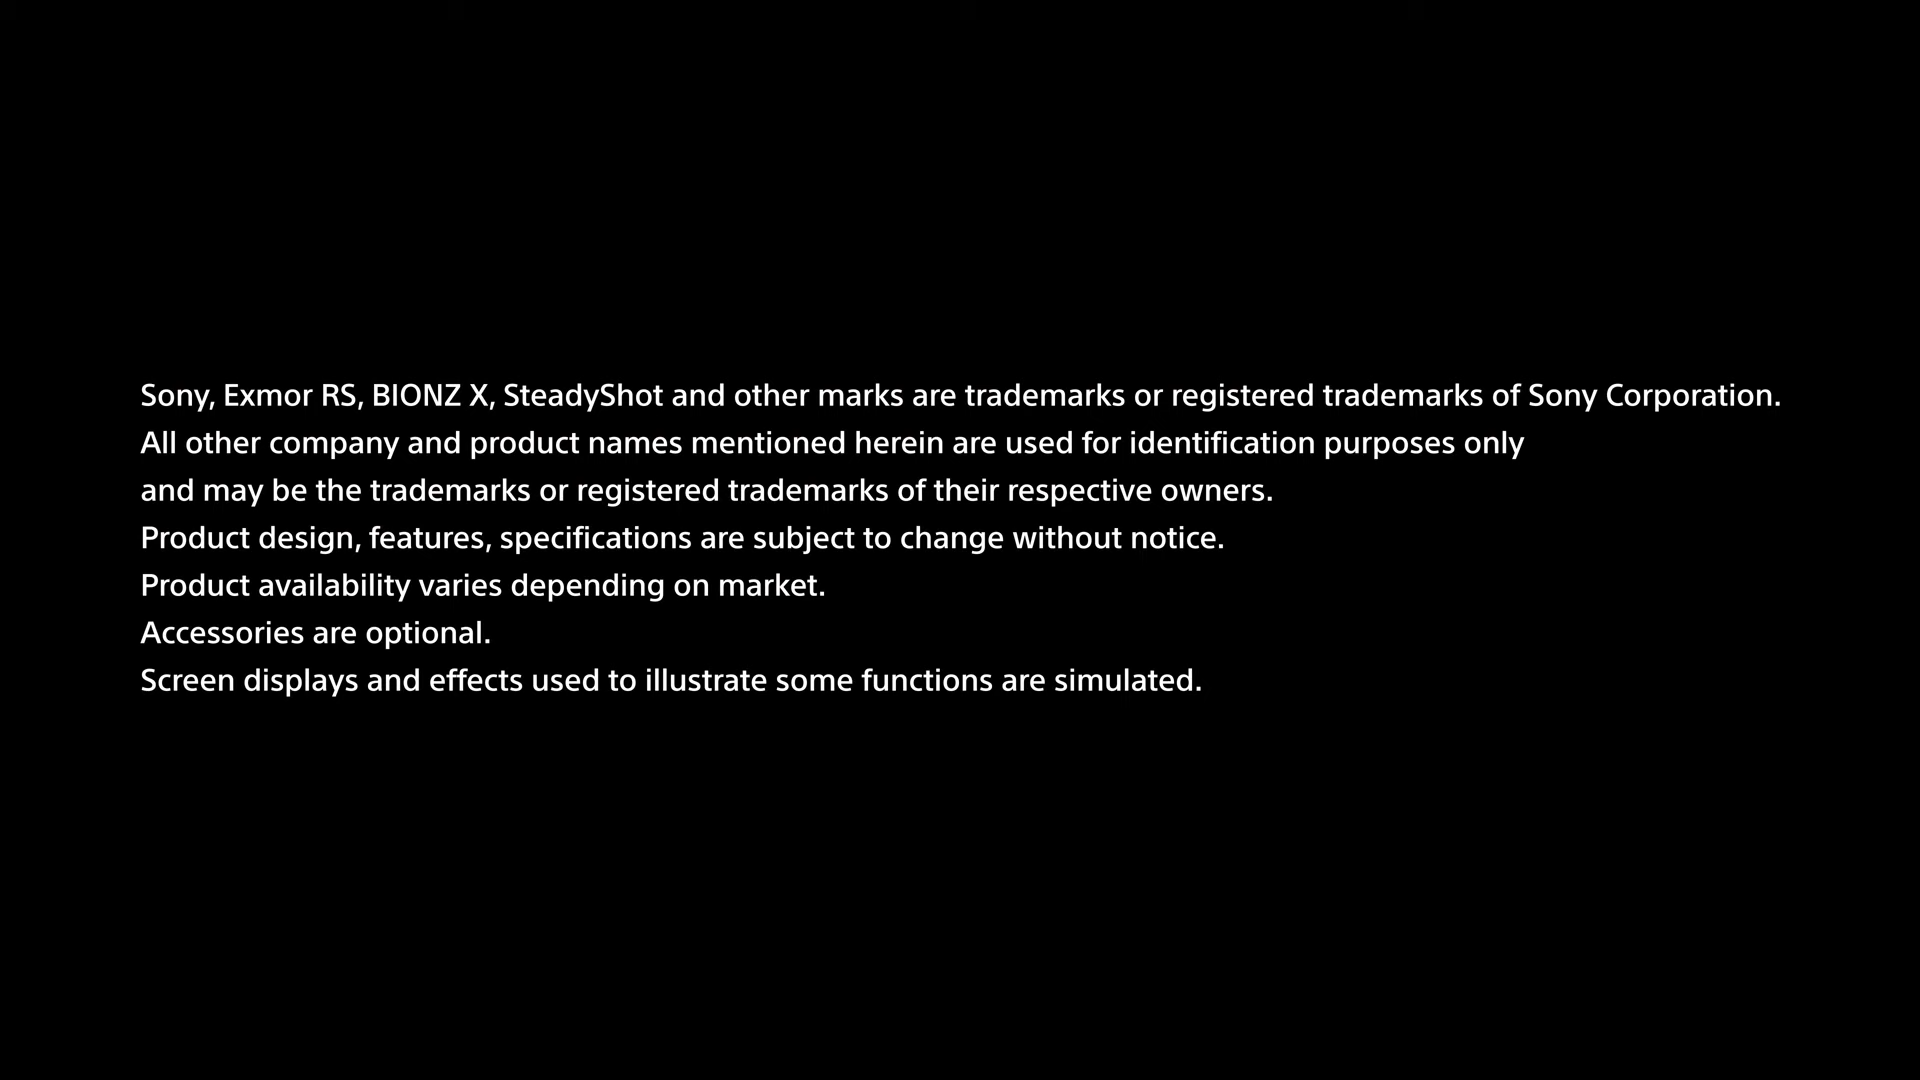 Sony, Exmor RS, BIONZ X, SteadyShot and other marks are trademarks or registered trademarks of Sony Corporation.
All other company and product names mentioned herein are used for identification purposes only
and may be the trademarks or registered trademarks of their respective owners.
Product design, features, specifications are subject to change without notice.
Product availability varies depending on market.
Accessories are optional.
Screen displays and effects used to illustrate some functions are simulated.